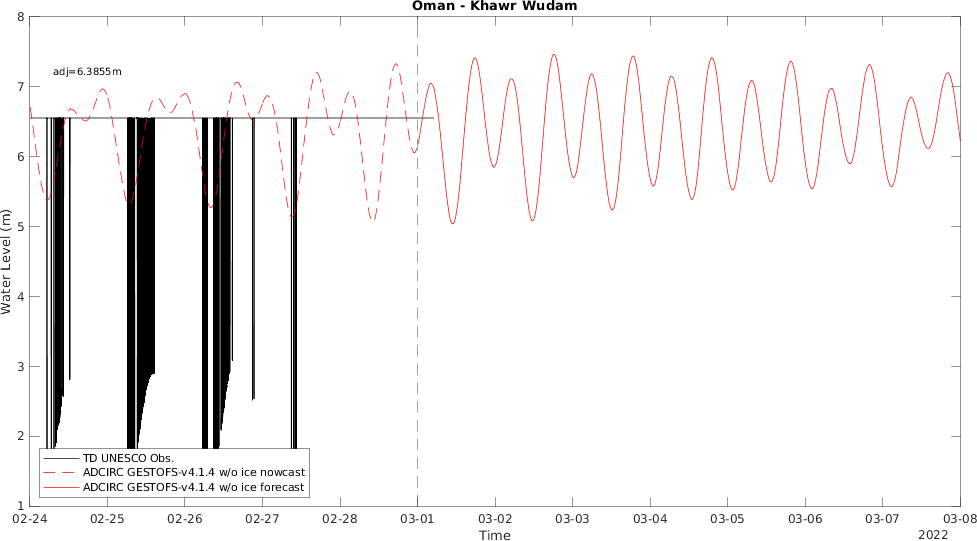 Oman - Khawr Wudam
8
adj=6.3855m
7
6
5
Water Level (m)
4
3
2
TD UNESCO Obs.
ADCIRC GESTOFS-v4.1.4 w/o ice nowcast
ADCIRC GESTOFS-v4.1.4 w/o ice forecast
1
02-24 02-25 02-26 02-27 02-28 03-01 03-02 03-03 03-04 03-05 03-06 03-07 03-08
Time
2022